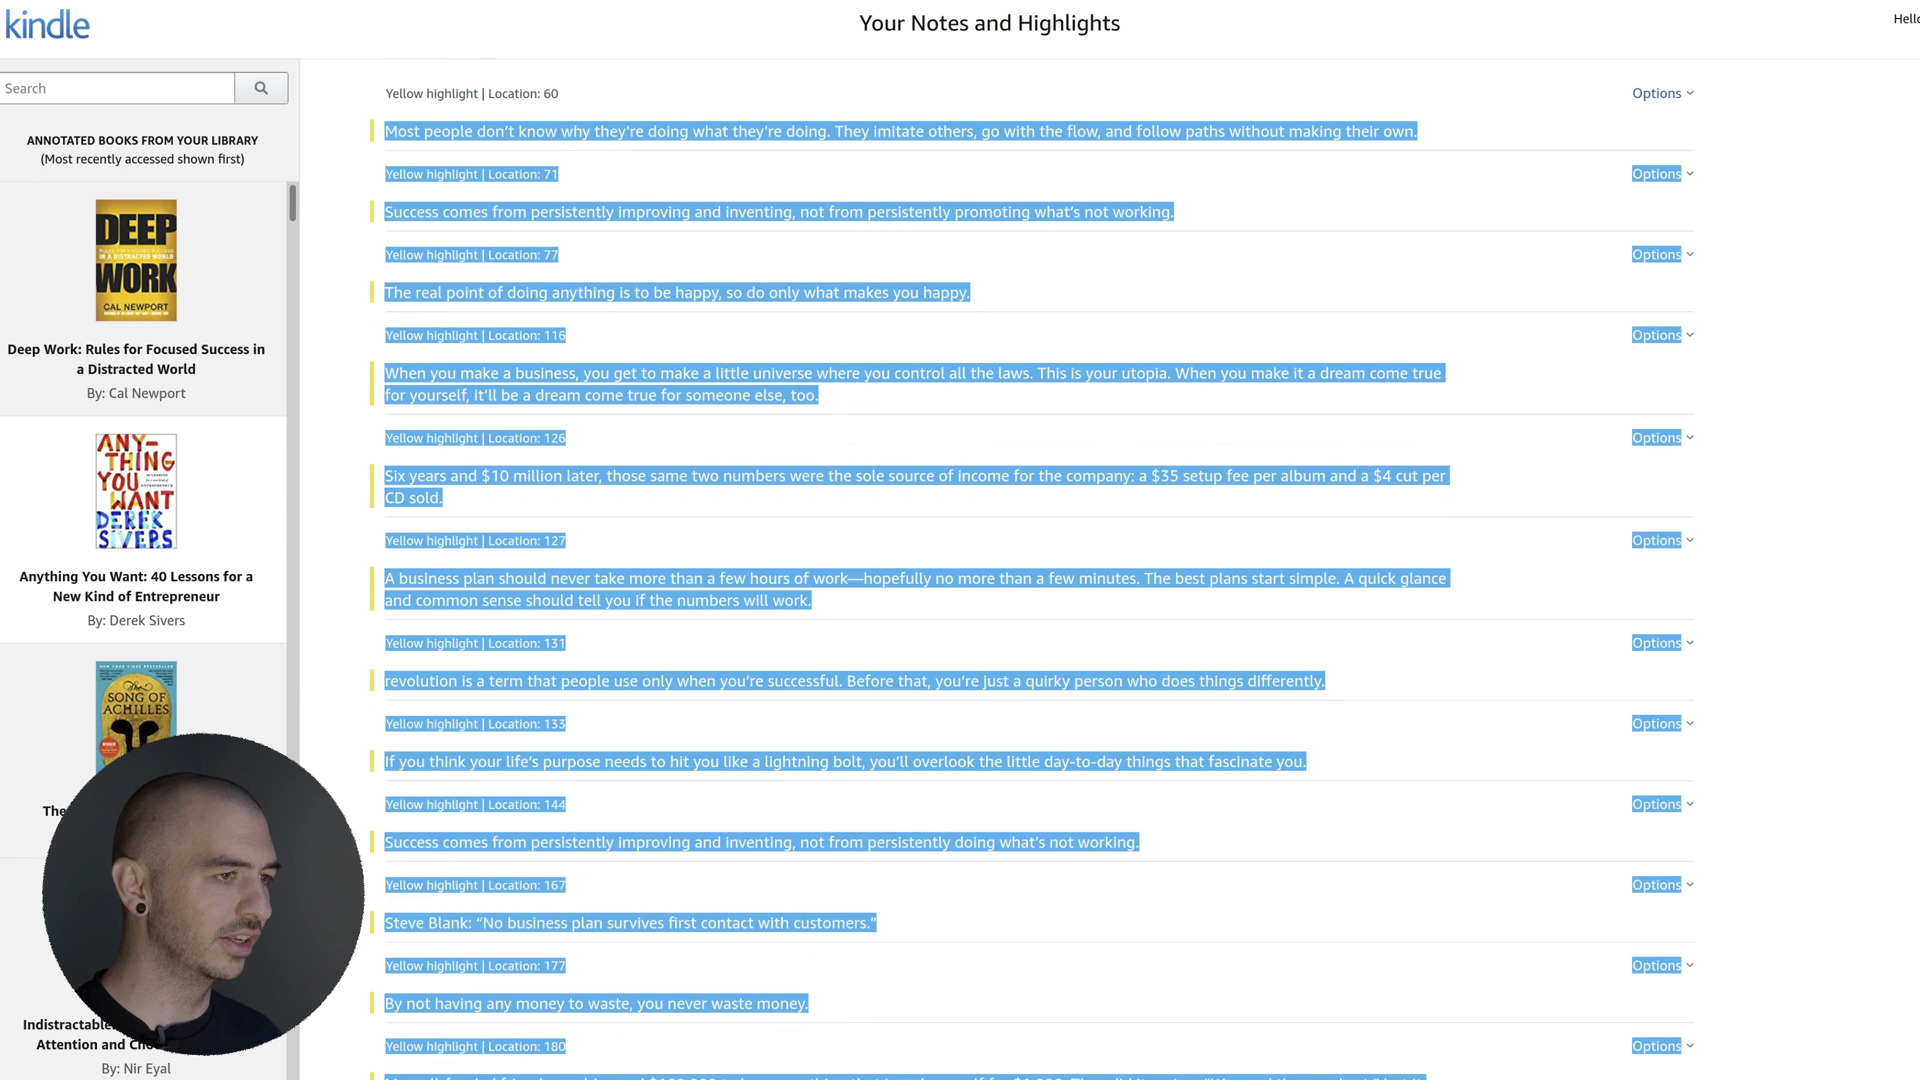 kindle
Your Notes and Highlights
Hello
Search
ANNOTATED BOOKS FROM YOUR LIBRARY
(Most recently accessed shown first)
DEEP
RULES FOR FOCUSED SUCCESS
IN A DISTRACTED WORLD
WORK
CAL NEWPORT
Deep Work: Rules for Focused Success in
a Distracted World
By: Cal Newport
ANY-
THING
YOU
WANT
DEREK
SIVERS
Anything You Want: 40 Lessons for a
New Kind of Entrepreneur
By: Derek Sivers
The
SONG OF
ACHILLES
The
Indistractable
Attention and
By: Nir Eyal
Yellow highlight | Location: 60
Options
Most people don’t know why they’re doing what they’re doing. They imitate others, go with the flow, and follow paths without making their own.
Yellow highlight | Location: 71
Options
Success comes from persistently improving and inventing, not from persistently promoting what’s not working.
Yellow highlight | Location: 77
Options
The real point of doing anything is to be happy, so do only what makes you happy.
Yellow highlight | Location: 116
Options
When you make a business, you get to make a little universe where you control all the laws. This is your utopia. When you make it a dream come true
for yourself, it’ll be a dream come true for someone else, too.
Yellow highlight | Location: 126
Options
Six years and $10 million later, those same two numbers were the sole source of income for the company: a $35 setup fee per album and a $4 cut per
CD sold.
Yellow highlight | Location: 127
Options
A business plan should never take more than a few hours of work—hopefully no more than a few minutes. The best plans start simple. A quick glance
and common sense should tell you if the numbers will work.
Yellow highlight | Location: 131
Options
revolution is a term that people use only when you’re successful. Before that, you’re just a quirky person who does things differently.
Yellow highlight | Location: 133
Options
If you think your life’s purpose needs to hit you like a lightning bolt, you’ll overlook the little day-to-day things that fascinate you.
Yellow highlight | Location: 144
Options
Success comes from persistently improving and inventing, not from persistently doing what’s not working.
Yellow highlight | Location: 167
Options
Steve Blank: “No business plan survives first contact with customers.”
Yellow highlight | Location: 177
Options
By not having any money to waste, you never waste money.
Yellow highlight | Location: 180
Options